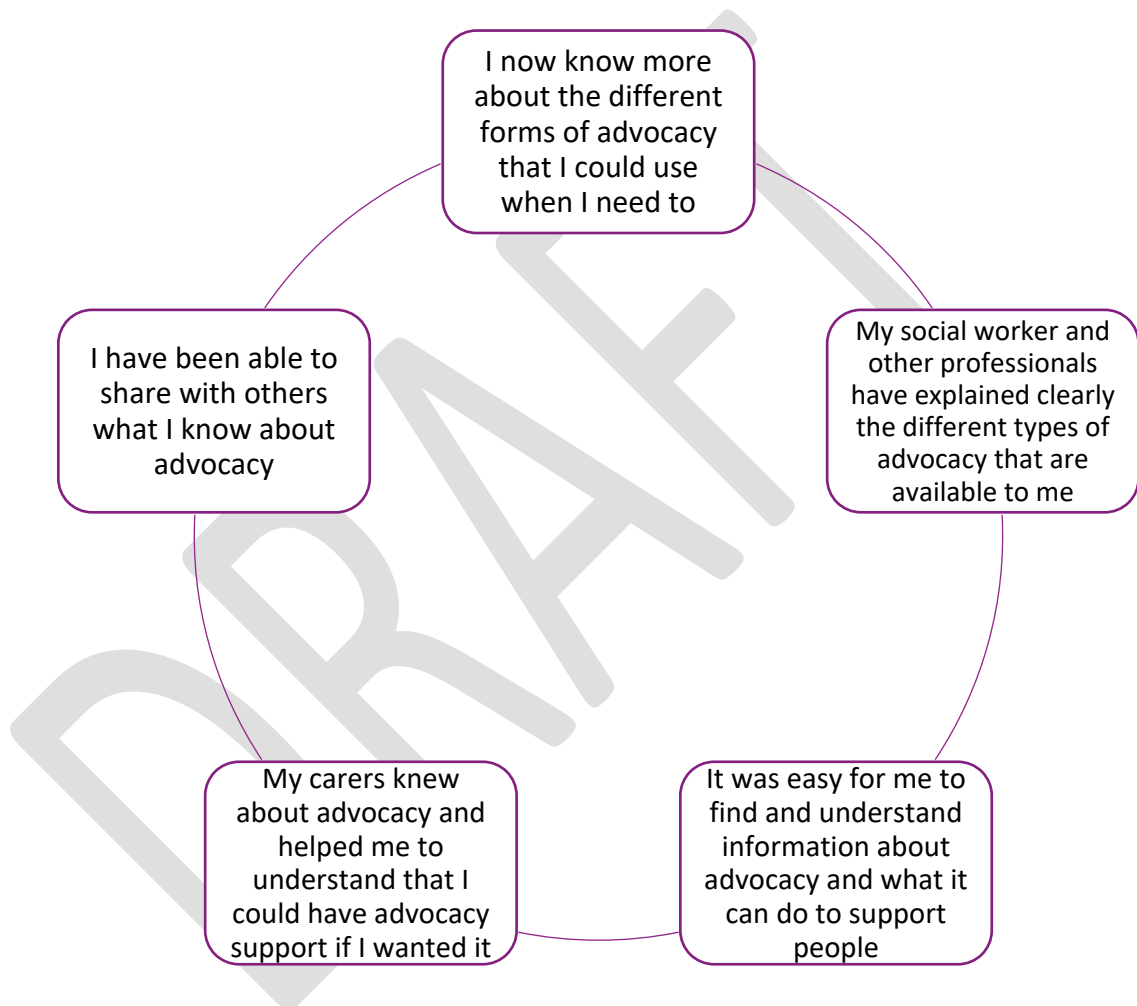 I now know more
about the different
forms of advocacy
that I could use
when I need to
My social worker and
other professionals
have explained clearly
the different types of
advocacy that are
available to me
It was easy for me to
find and understand
information about
advocacy and what it
can do to support
people
My carers knew
about advocacy and
helped me to
understand that I
could have advocacy
support if I wanted it
I have been able to
share with others
what I know about
advocacy
DRAFT